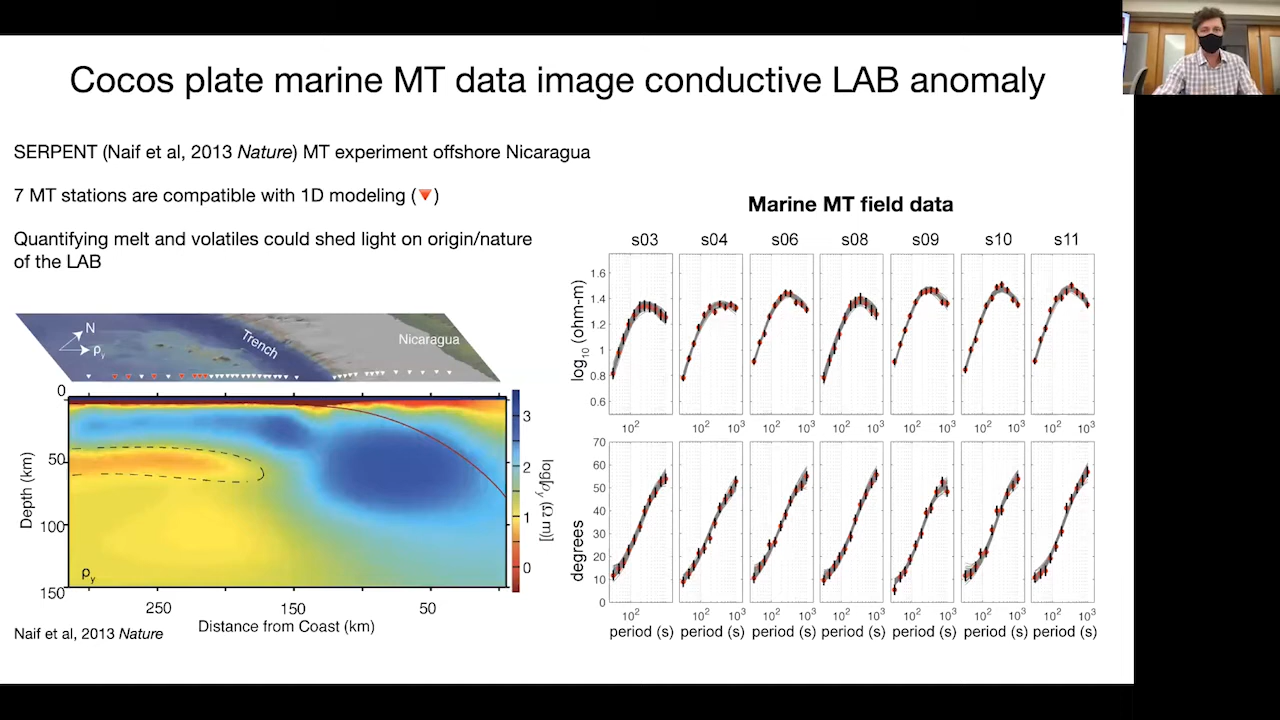 Cocos plate marine MT data image conductive LAB anomaly
SERPENT (Naif et al, 2013 Nature) MT experiment offshore Nicaragua
7 MT stations are compatible with 1D modeling (🔻)
Quantifying melt and volatiles could shed light on origin/nature
of the LAB
N
ρy
Trench
Nicaragua
0
50
100
150
Depth (km)
ρy
250
150
50
Distance from Coast (km)
3
2
1
0
log[ρy (Ω m)]
Naif et al, 2013 Nature
Marine MT field data
s03 s04 s06 s08 s09 s10 s11
log10 (ohm-m)
1.6
1.4
1.2
1
0.8
0.6
10² 10² 10³ 10² 10³ 10² 10³ 10² 10³ 10² 10³ 10² 10³
degrees
70
60
50
40
30
20
10
0
10² 10² 10³ 10² 10³ 10² 10³ 10² 10³ 10² 10³ 10² 10³
period (s) period (s) period (s) period (s) period (s) period (s) period (s)